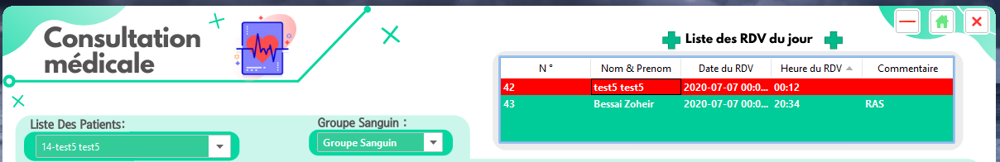 Consultation
médicale
Liste des RDV du jour
N ° Nom & Prenom Date du RDV Heure du RDV Commentaire
42 test5 test5 2020-07-07 00:0... 00:12
43 Bessai Zoheir 2020-07-07 00:0... 20:34 RAS
Liste Des Patients:
14-test5 test5
Groupe Sanguin :
Groupe Sanguin